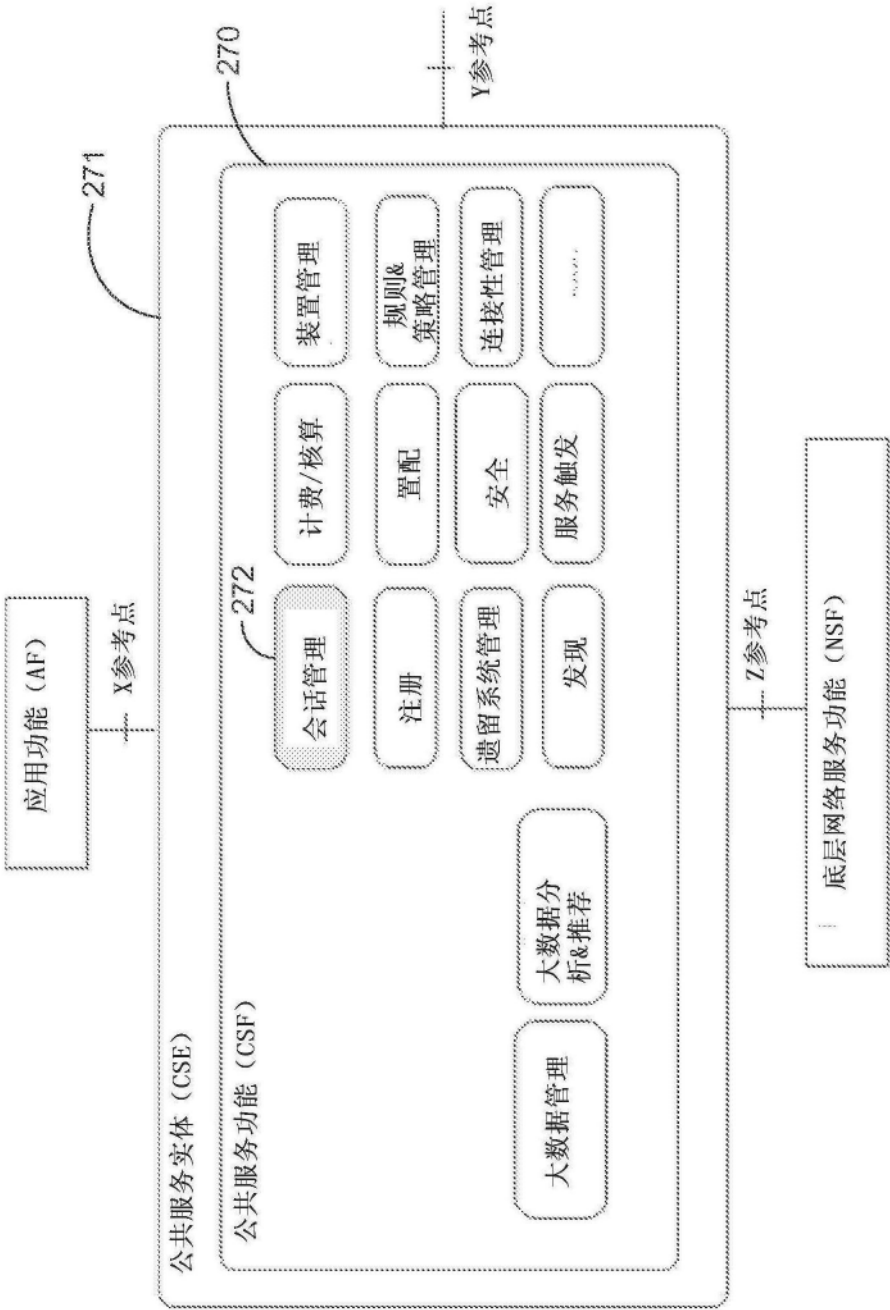 应用功能（AF）
X参考点
271
公共服务实体（CSE）
270
公共服务功能（CSF）
272
会话管理
计费/核算
装置管理
注册
置配
规则&
策略管理
遗留系统管理
安全
连接性管理
发现
服务触发
......
大数据管理
大数据分
析&推荐
Y参考点
Z参考点
底层网络服务功能（NSF）